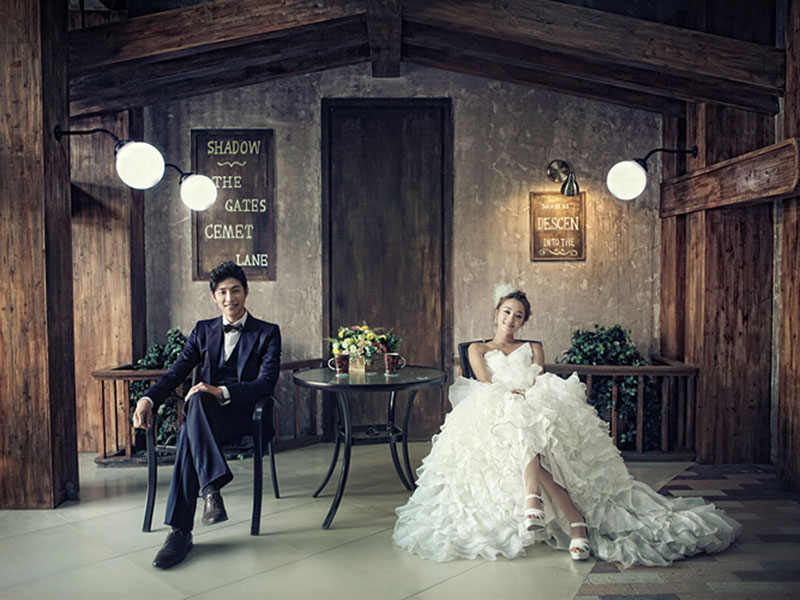 SHADOW
THE
GATES
CEMET
LANE
DESCEN
INTO THE